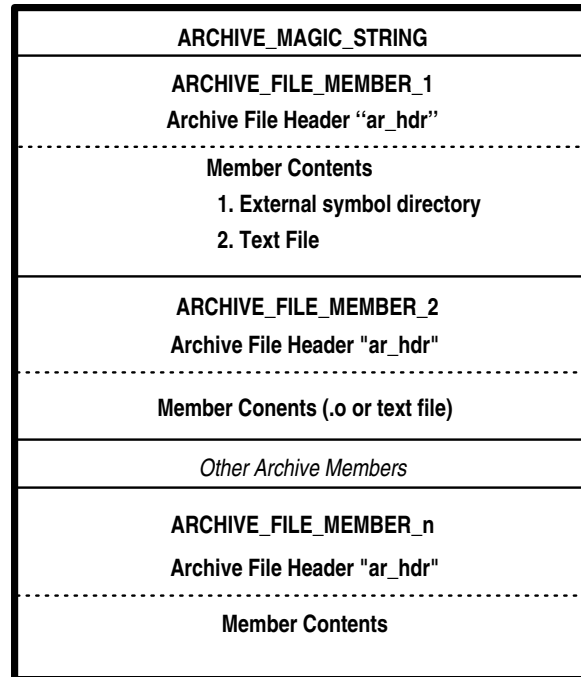 ARCHIVE_MAGIC_STRING
ARCHIVE_FILE_MEMBER_1
Archive File Header ‘‘ar_hdr’’
Member Contents
1. External symbol directory
2. Text File
ARCHIVE_FILE_MEMBER_2
Archive File Header "ar_hdr"
Member Conents (.o or text file)
Other Archive Members
ARCHIVE_FILE_MEMBER_n
Archive File Header "ar_hdr"
Member Contents